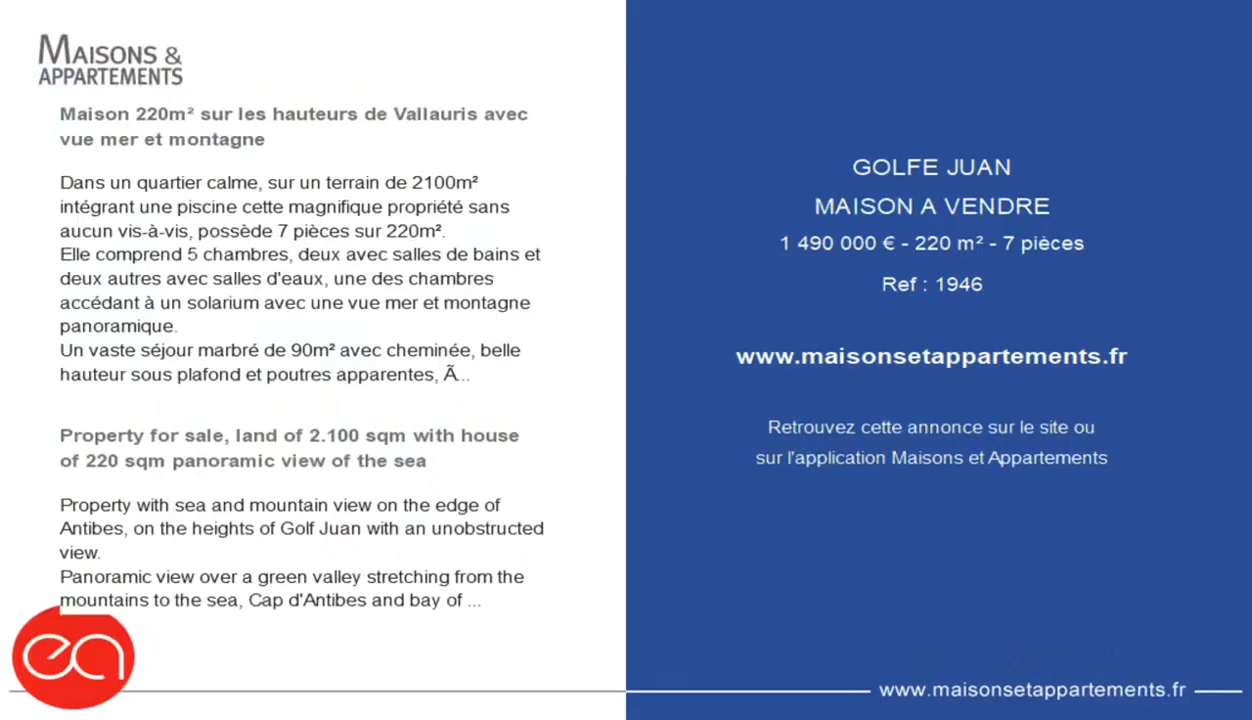 MAISONS &
APPARTEMENTS
Maison 220m² sur les hauteurs de Vallauris avec
vue mer et montagne
Dans un quartier calme, sur un terrain de 2100m²
intégrant une piscine cette magnifique propriété sans
aucun vis-à-vis, possède 7 pièces sur 220m².
Elle comprend 5 chambres, deux avec salles de bains et
deux autres avec salles d'eaux, une des chambres
accédant à un solarium avec une vue mer et montagne
panoramique.
Un vaste séjour marbré de 90m² avec cheminée, belle
hauteur sous plafond et poutres apparentes, Ã...
Property for sale, land of 2.100 sqm with house
of 220 sqm panoramic view of the sea
Property with sea and mountain view on the edge of
Antibes, on the heights of Golf Juan with an unobstructed
view.
Panoramic view over a green valley stretching from the
mountains to the sea, Cap d'Antibes and bay of ...
ea
GOLFE JUAN
MAISON A VENDRE
1 490 000 € - 220 m² - 7 pièces
Ref : 1946
www.maisonsetappartements.fr
Retrouvez cette annonce sur le site ou
sur l'application Maisons et Appartements
www.maisonsetappartements.fr